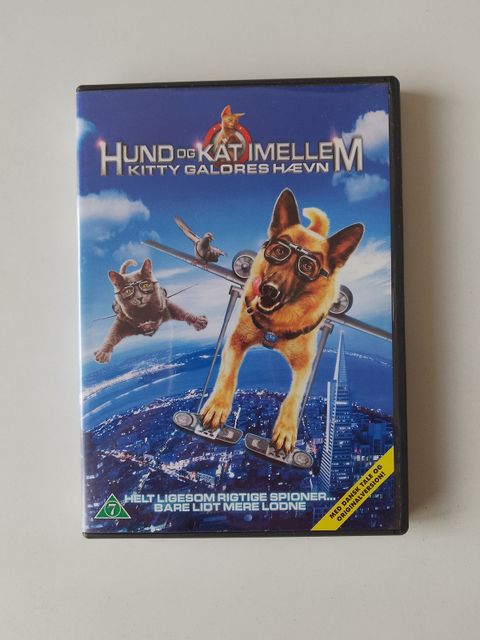 HUND OG KAT IMELLEM
KITTY GALORES HÆVN
HELT LIGESOM RIGTIGE SPIONER...
BARE LIDT MERE LODNE
7
MED DANSK TALE OG
ORIGINALVERSION!